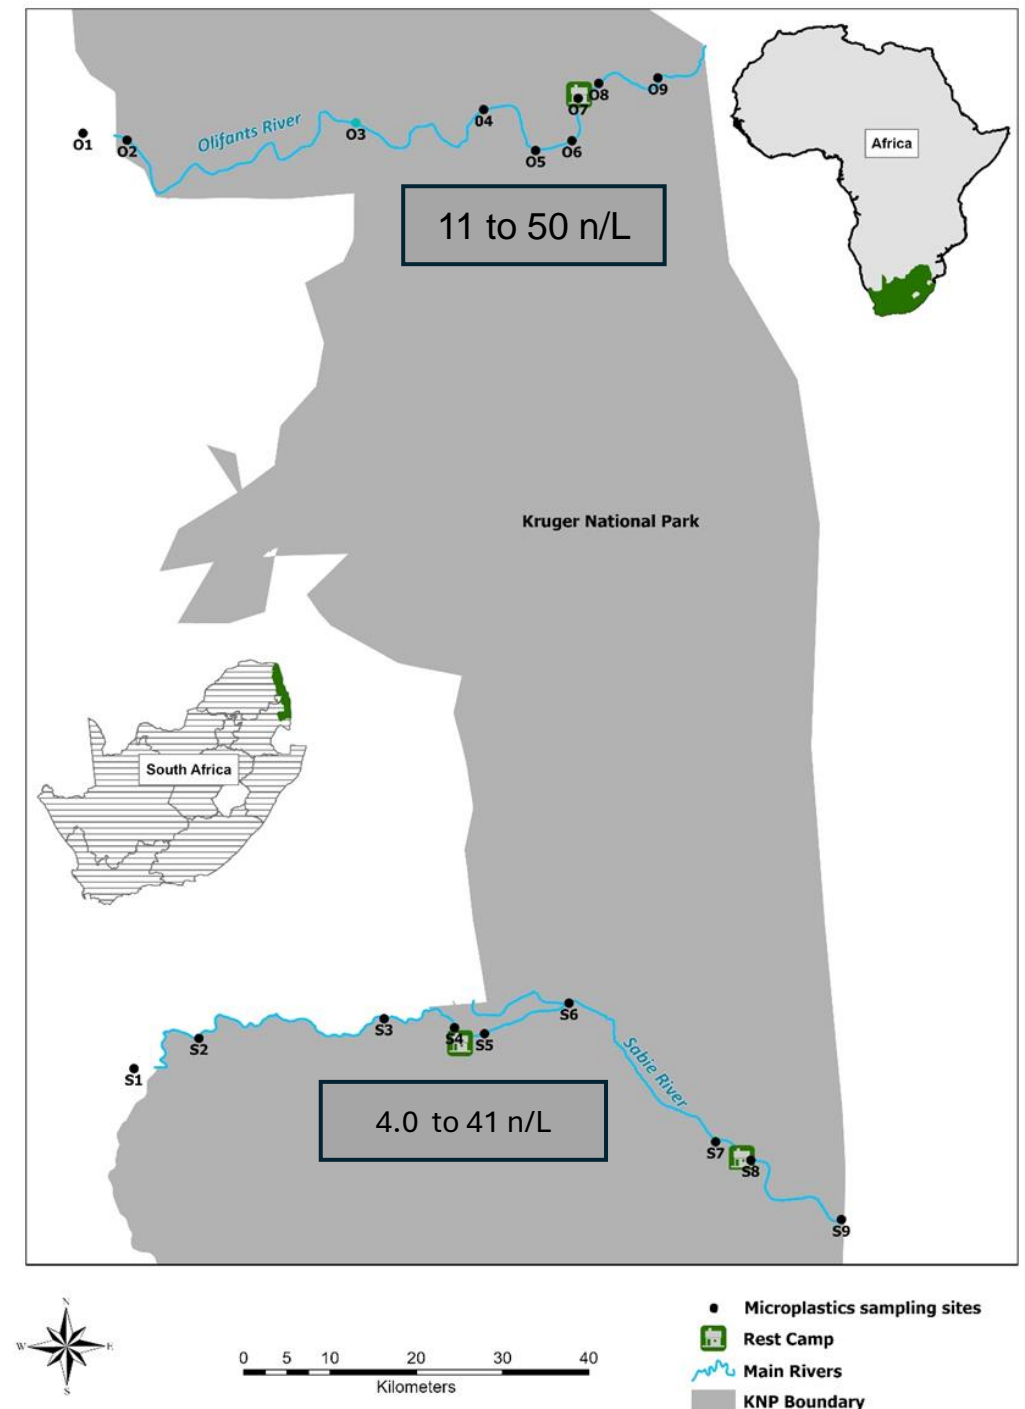 O1
O2
Olifants River
O3
04
O5
O6
O7
O8
O9
11 to 50 n/L
Africa
Kruger National Park
South Africa
S1
S2
S3
S4
S5
S6
Sabie River
S7
S8
S9
4.0 to 41 n/L
N
W
E
S
0 5 10 20 30 40
Kilometers
Microplastics sampling sites
Rest Camp
Main Rivers
KNP Boundary